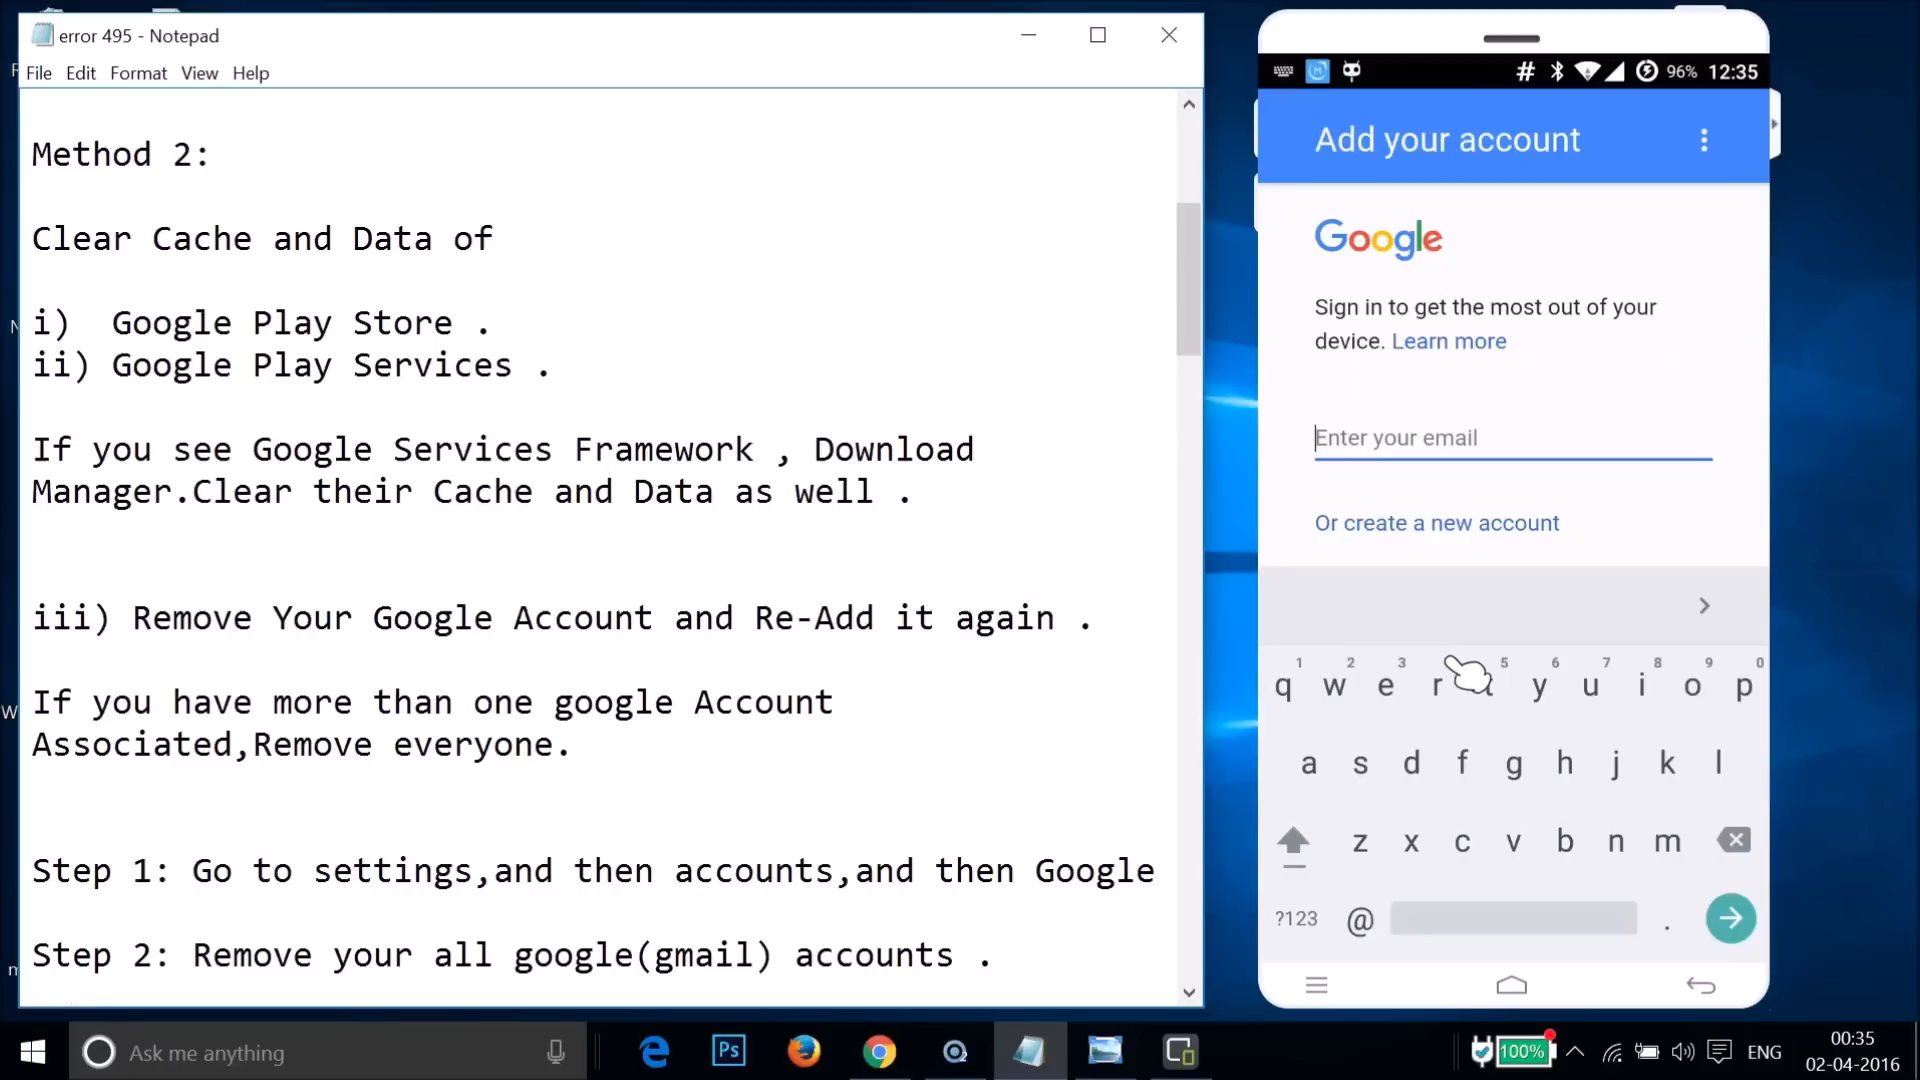 error 495 - Notepad
File Edit Format View Help
Method 2:
Clear Cache and Data of
i)  Google Play Store .
ii) Google Play Services .
If you see Google Services Framework , Download
Manager.Clear their Cache and Data as well .
iii) Remove Your Google Account and Re-Add it again .
If you have more than one google Account
Associated,Remove everyone.
Step 1: Go to settings,and then accounts,and then Google
Step 2: Remove your all google(gmail) accounts .
96% 12:35
Add your account
Google
Sign in to get the most out of your
device. Learn more
Enter your email
Or create a new account
1 2 3 5 6 7 8 9 0
q w e r y u i o p
a s d f g h j k l
z x c v b n m
?123 @ .
Ask me anything
Ps
100%
ENG
00:35
02-04-2016